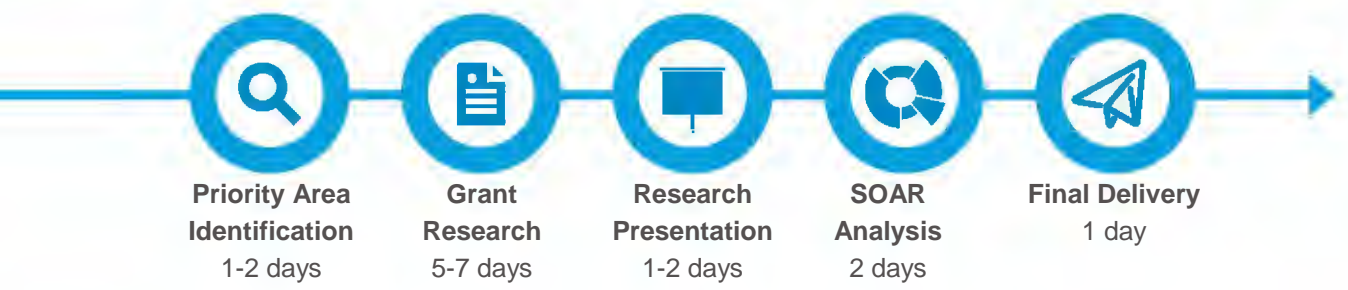 Priority Area
Identification
1-2 days
Grant
Research
5-7 days
Research
Presentation
1-2 days
SOAR
Analysis
2 days
Final Delivery
1 day